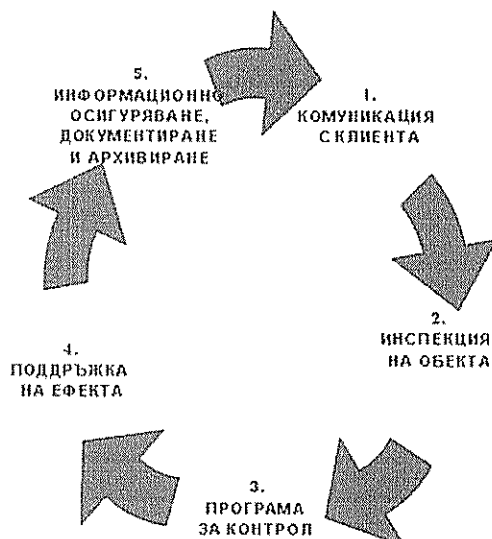 1.
КОМУНИКАЦИЯ
С КЛИЕНТА
2.
ИНСПЕКЦИЯ
НА ОБЕКТА
3.
ПРОГРАМА
ЗА КОНТРОЛ
4.
ПОДДРЪЖКА
НА ЕФЕКТА
5.
ИНФОРМАЦИОННО
ОСИГУРЯВАНЕ,
ДОКУМЕНТИРАНЕ
И АРХИВИРАНЕ